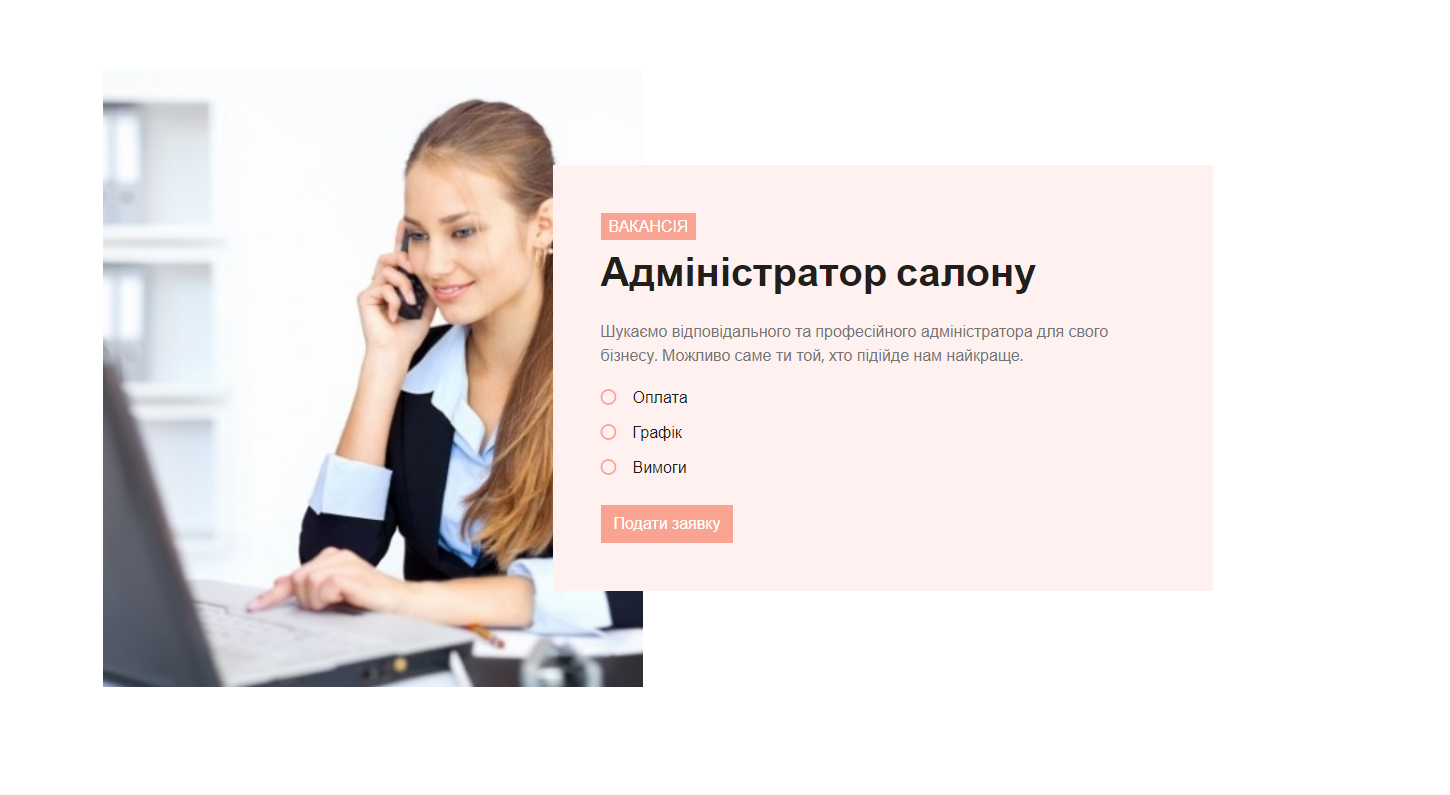 ВАКАНСІЯ
Адміністратор салону
Шукаємо відповідального та професійного адміністратора для свого
бізнесу. Можливо саме ти той, хто підійде нам найкраще.
Оплата
Графік
Вимоги
Подати заявку